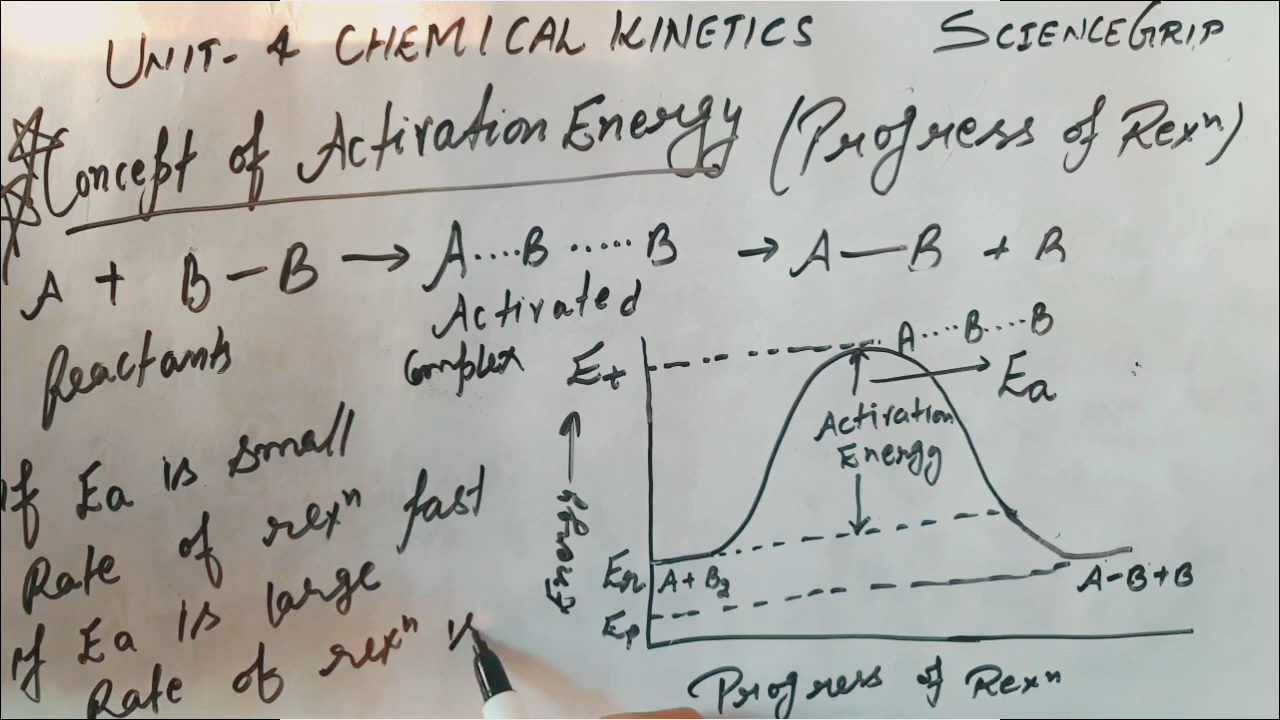 UNIT- 4 CHEMICAL KINETICS SCIENCEGRIP
Concept of Activation Energy (Progress of Rexⁿ)
A + B – B → A....B......B → A — B + B
Reactants
Activated
Complex
If Ea is small
Rate of rexⁿ fast
if Ea is large
Rate of rexⁿ is
A....B....B
Et
Ea
Activation
Energy
Energy
ER
A + B₂
A-B+B
Ep
Progress of Rexⁿ